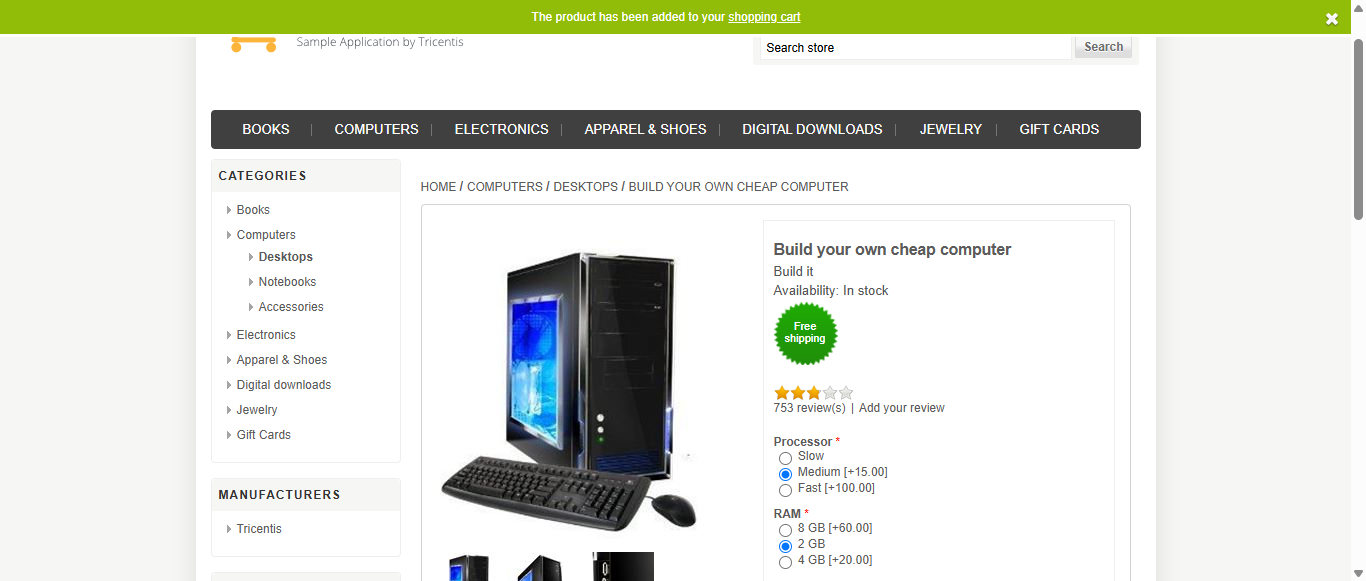 The product has been added to your shopping cart
Sample Application by Tricentis
Search store
Search
BOOKS
COMPUTERS
ELECTRONICS
APPAREL & SHOES
DIGITAL DOWNLOADS
JEWELRY
GIFT CARDS
CATEGORIES
Books
Computers
Desktops
Notebooks
Accessories
Electronics
Apparel & Shoes
Digital downloads
Jewelry
Gift Cards
MANUFACTURERS
Tricentis
HOME / COMPUTERS / DESKTOPS / BUILD YOUR OWN CHEAP COMPUTER
Build your own cheap computer
Build it
Availability: In stock
Free
shipping
753 review(s) | Add your review
Processor *
Slow
Medium [+15.00]
Fast [+100.00]
RAM *
8 GB [+60.00]
2 GB
4 GB [+20.00]